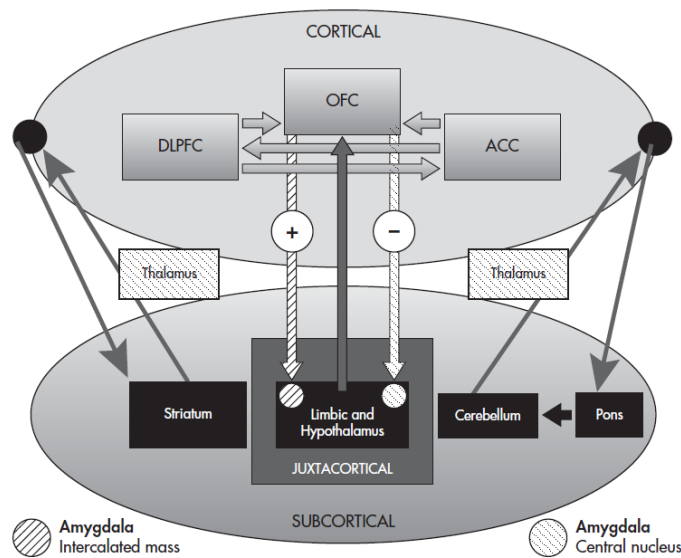 CORTICAL
OFC
DLPFC
ACC
+
−
Thalamus
Thalamus
Striatum
Limbic and
Hypothalamus
Cerebellum
Pons
JUXTACORTICAL
SUBCORTICAL
Amygdala
Intercalated mass
Amygdala
Central nucleus